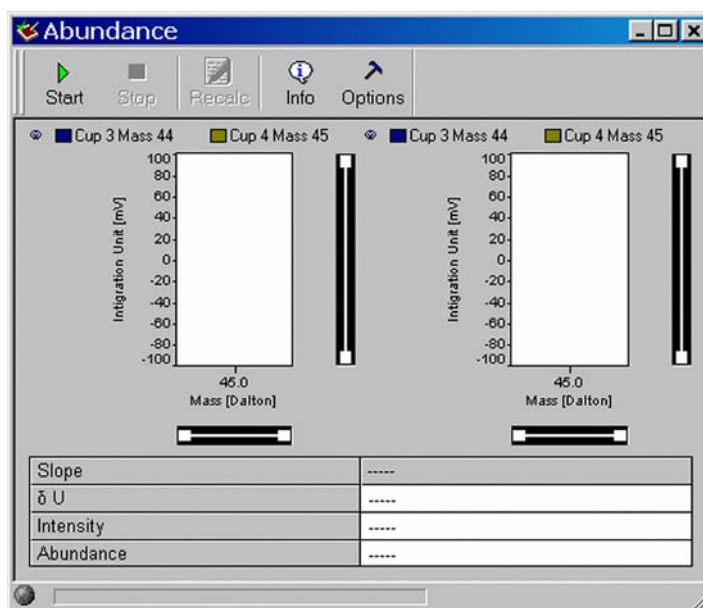 Abundance
Start Stop Recalc Info Options
Cup 3 Mass 44 Cup 4 Mass 45 Cup 3 Mass 44 Cup 4 Mass 45
Intigration Unit [mV]
100
80
60
40
20
0
-20
-40
-60
-80
-100
45.0
Mass [Dalton]
Intigration Unit [mV]
100
80
60
40
20
0
-20
-40
-60
-80
-100
45.0
Mass [Dalton]
Slope -----
δ U -----
Intensity -----
Abundance -----